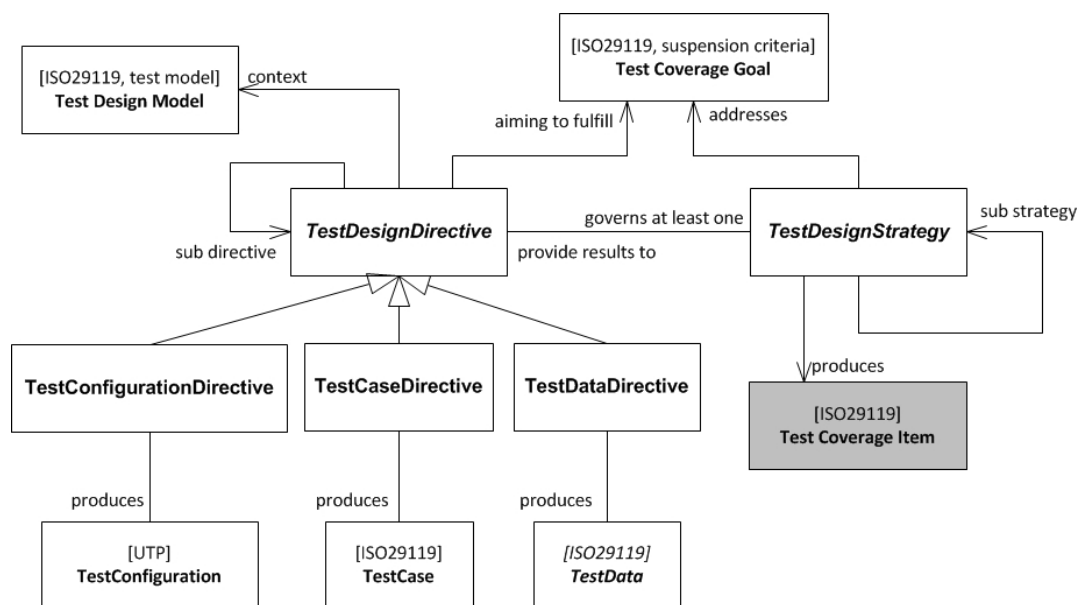 [ISO29119, suspension criteria]
Test Coverage Goal
[ISO29119, test model]
Test Design Model
context
aiming to fulfill
addresses
TestDesignDirective
governs at least one
provide results to
TestDesignStrategy
sub strategy
sub directive
TestConfigurationDirective
TestCaseDirective
TestDataDirective
produces
[ISO29119]
Test Coverage Item
produces
produces
produces
[UTP]
TestConfiguration
[ISO29119]
TestCase
[ISO29119]
TestData